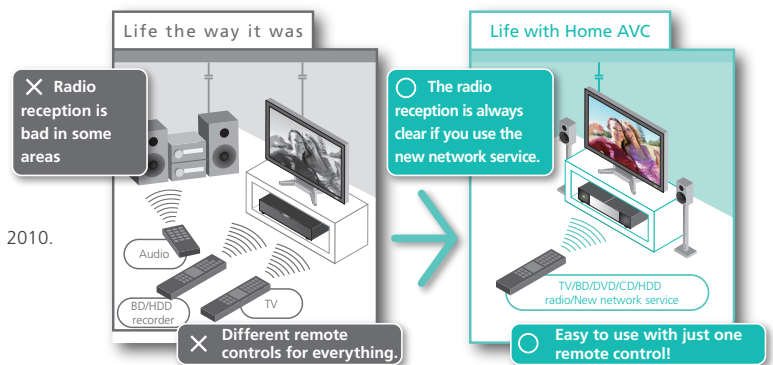 Life the way it was
✕ Radio
reception is
bad in some
areas
2010.
Audio
BD/HDD
recorder
TV
✕ Different remote
controls for everything.
Life with Home AVC
○ The radio
reception is always
clear if you use the
new network service.
TV/BD/DVD/CD/HDD
radio/New network service
○ Easy to use with just one
remote control!